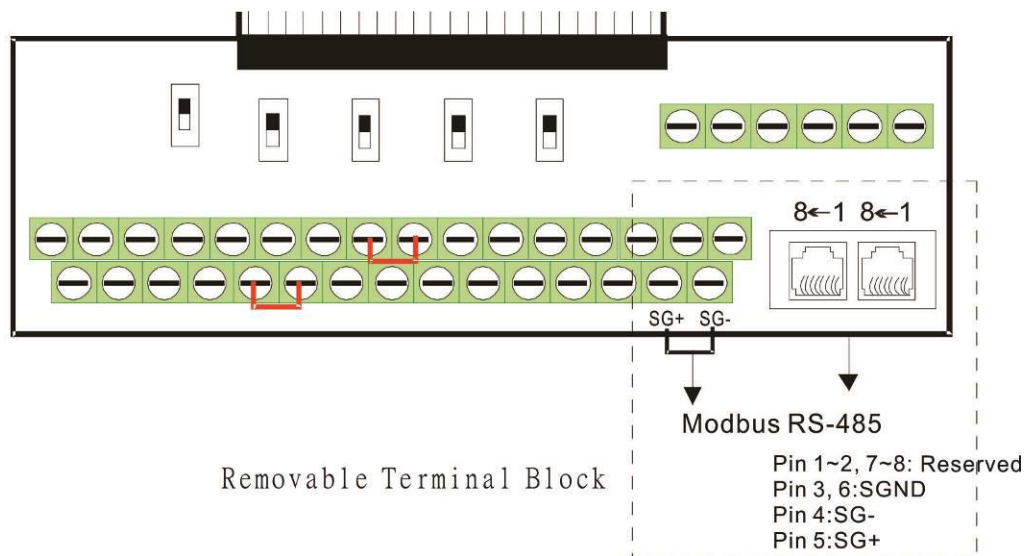 8←1 8←1
SG+ SG-
Modbus RS-485
Removable Terminal Block
Pin 1~2, 7~8: Reserved
Pin 3, 6:SGND
Pin 4:SG-
Pin 5:SG+